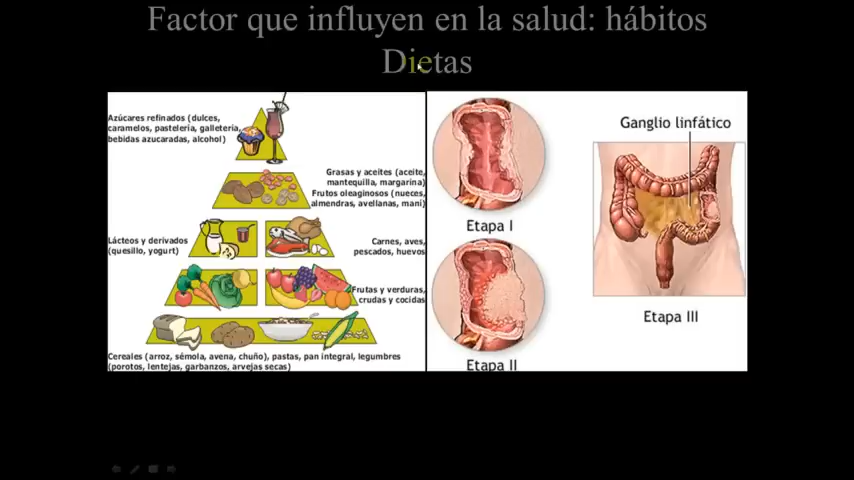 Factor que influyen en la salud: hábitos
Dietas
Azúcares refinados (dulces,
caramelos, pastelería, galletería,
bebidas azucaradas, alcohol)
Grasas y aceites (aceite,
mantequilla, margarina)
Frutos oleaginosos (nueces,
almendras, avellanas, maní)
Lácteos y derivados
(quesillo, yogurt)
Carnes, aves,
pescados, huevos
Frutas y verduras,
crudas y cocidas
Cereales (arroz, sémola, avena, chuño), pastas, pan integral, legumbres
(porotos, lentejas, garbanzos, arvejas secas)
Etapa I
Etapa II
Ganglio linfático
Etapa III